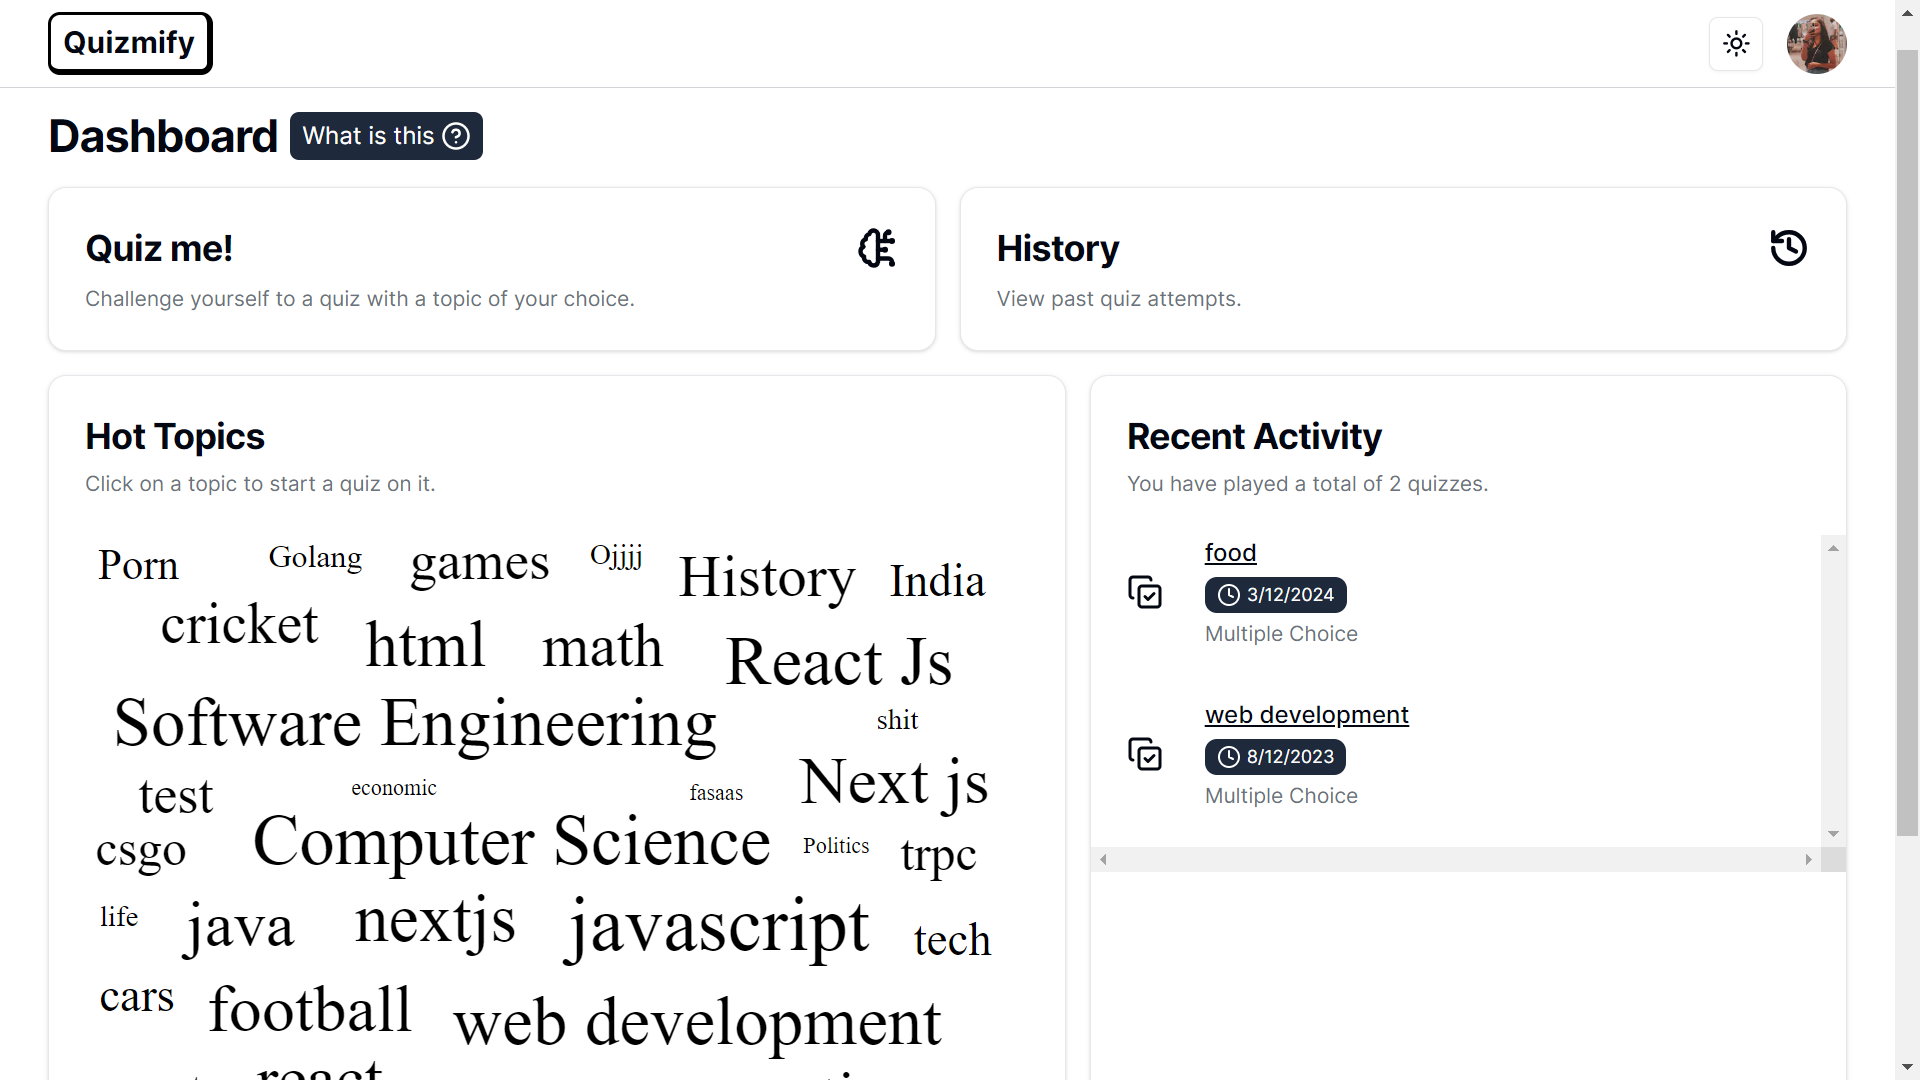 Quizmify
Dashboard
What is this
Quiz me!
Challenge yourself to a quiz with a topic of your choice.
History
View past quiz attempts.
Hot Topics
Click on a topic to start a quiz on it.
Porn
Golang
games
Ojjjj
History
India
cricket
html
math
React Js
Software Engineering
shit
test
economic
fasaas
Next js
csgo
Computer Science
Politics
trpc
life
java
nextjs
javascript
tech
cars
football
web development
react
Recent Activity
You have played a total of 2 quizzes.
food
3/12/2024
Multiple Choice
web development
8/12/2023
Multiple Choice